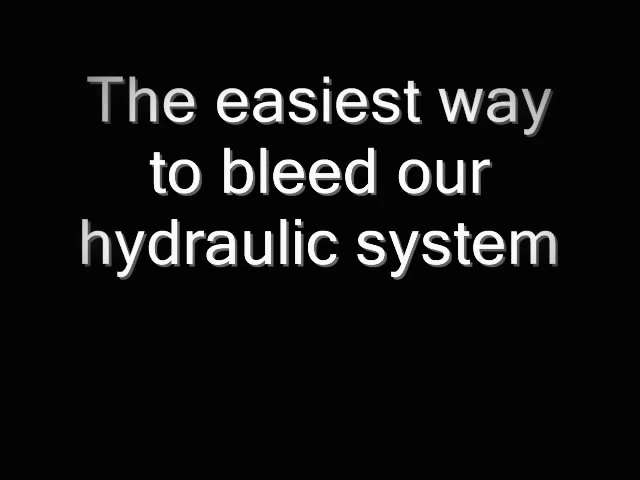 The easiest way
to bleed our
hydraulic system